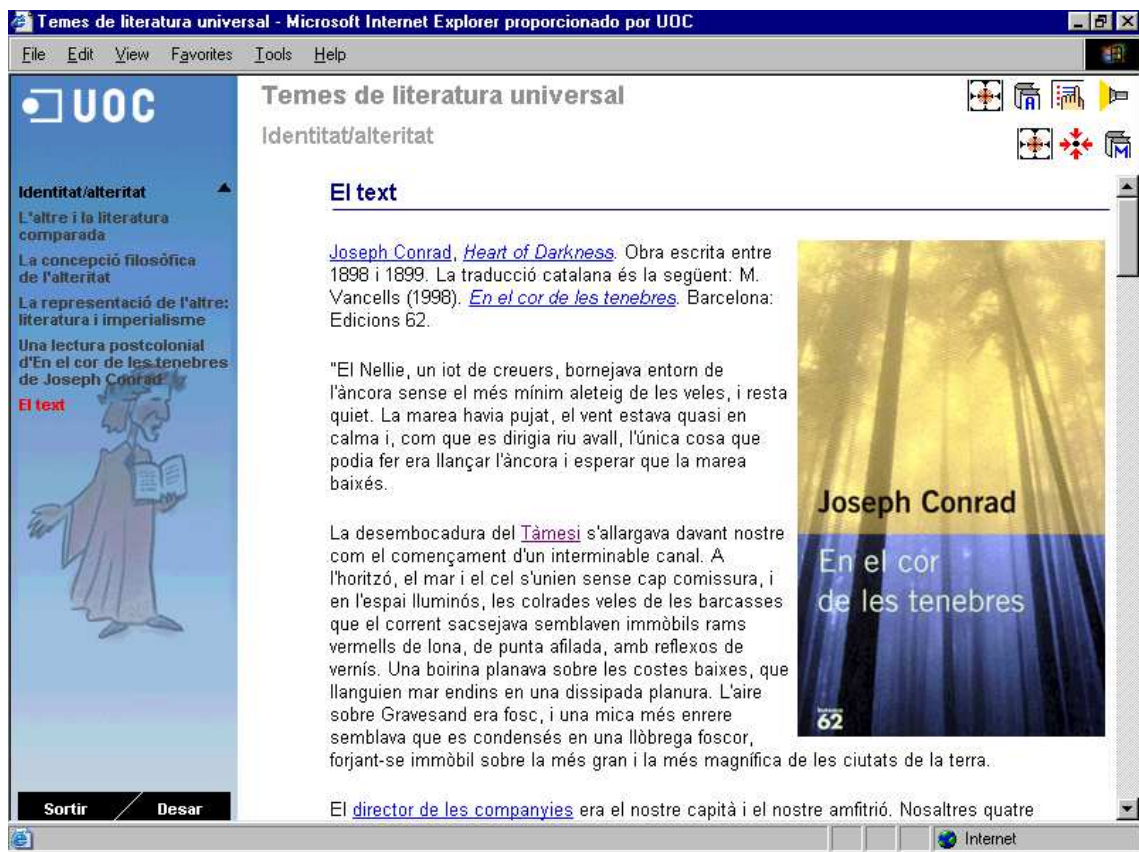 Temes de literatura universal - Microsoft Internet Explorer proporcionado por UOC
File Edit View Favorites Tools Help
UOC
Temes de literatura universal
Identitat/alteritat
A
M
Identitat/alteritat
L'altre i la literatura
comparada
La concepció filosòfica
de l'alteritat
La representació de l'altre:
literatura i imperialisme
Una lectura postcolonial
d'En el cor de les tenebres
de Joseph Conrad
El text
Sortir Desar
El text
Joseph Conrad, Heart of Darkness. Obra escrita entre
1898 i 1899. La traducció catalana és la següent: M.
Vancells (1998). En el cor de les tenebres. Barcelona:
Edicions 62.
"El Nellie, un iot de creuers, bornejava entorn de
l'àncora sense el més mínim aleteig de les veles, i resta
quiet. La marea havia pujat, el vent estava quasi en
calma i, com que es dirigia riu avall, l'única cosa que
podia fer era llançar l'àncora i esperar que la marea
baixés.
La desembocadura del Tàmesi s'allargava davant nostre
com el començament d'un interminable canal. A
l'horitzó, el mar i el cel s'unien sense cap comissura, i
en l'espai lluminós, les colrades veles de les barcasses
que el corrent sacsejava semblaven immòbils rams
vermells de lona, de punta afilada, amb reflexos de
vernís. Una boirina planava sobre les costes baixes, que
llanguien mar endins en una dissipada planura. L'aire
sobre Gravesand era fosc, i una mica més enrere
semblava que es condensés en una llòbrega foscor,
forjant-se immòbil sobre la més gran i la més magnífica de les ciutats de la terra.
El director de les companyies era el nostre capità i el nostre amfitrió. Nosaltres quatre
Joseph Conrad
En el cor
de les tenebres
62
Internet